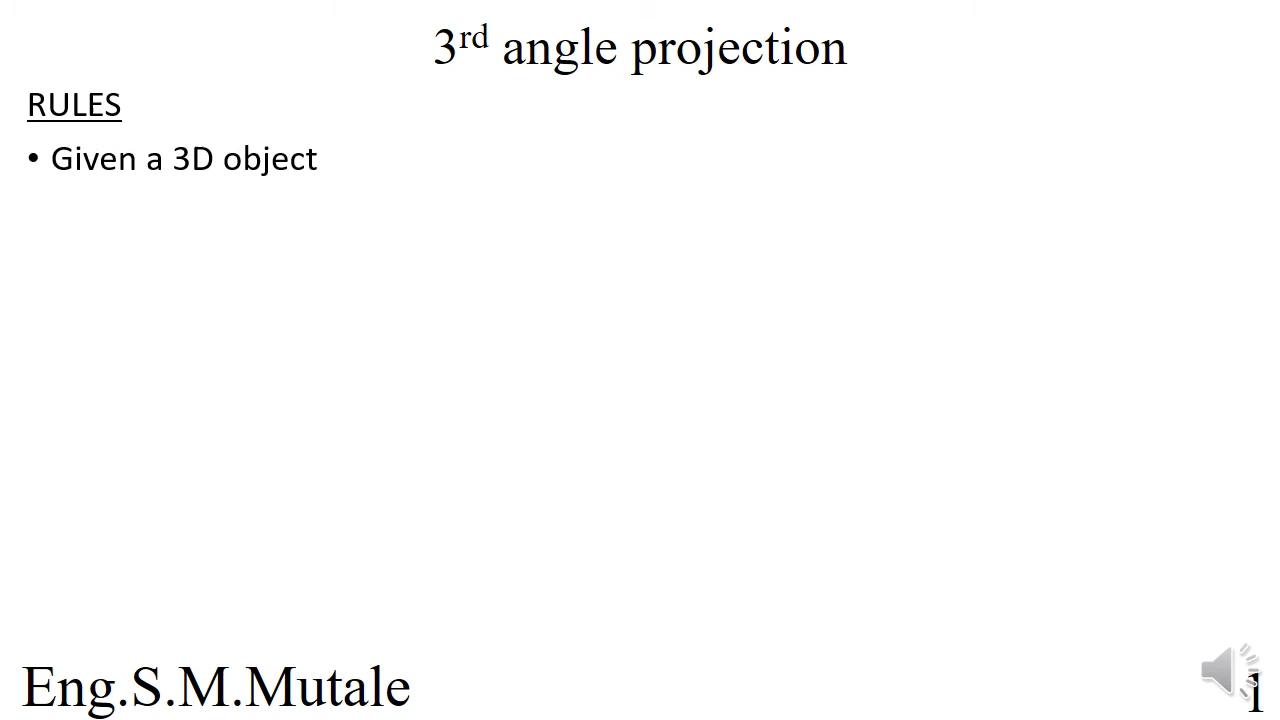 3rd angle projection
RULES
• Given a 3D object
Eng.S.M.Mutale
1